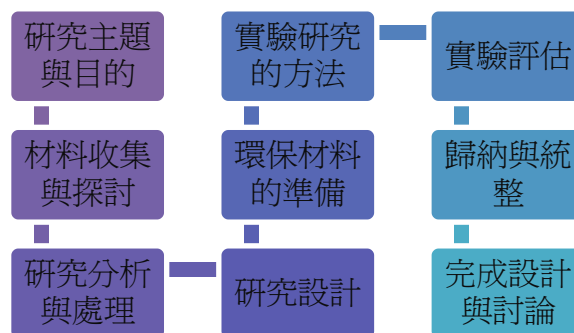 研究主題
與目的
材料收集
與探討
研究分析
與處理
研究設計
環保材料
的準備
實驗研究
的方法
實驗評估
歸納與統
整
完成設計
與討論